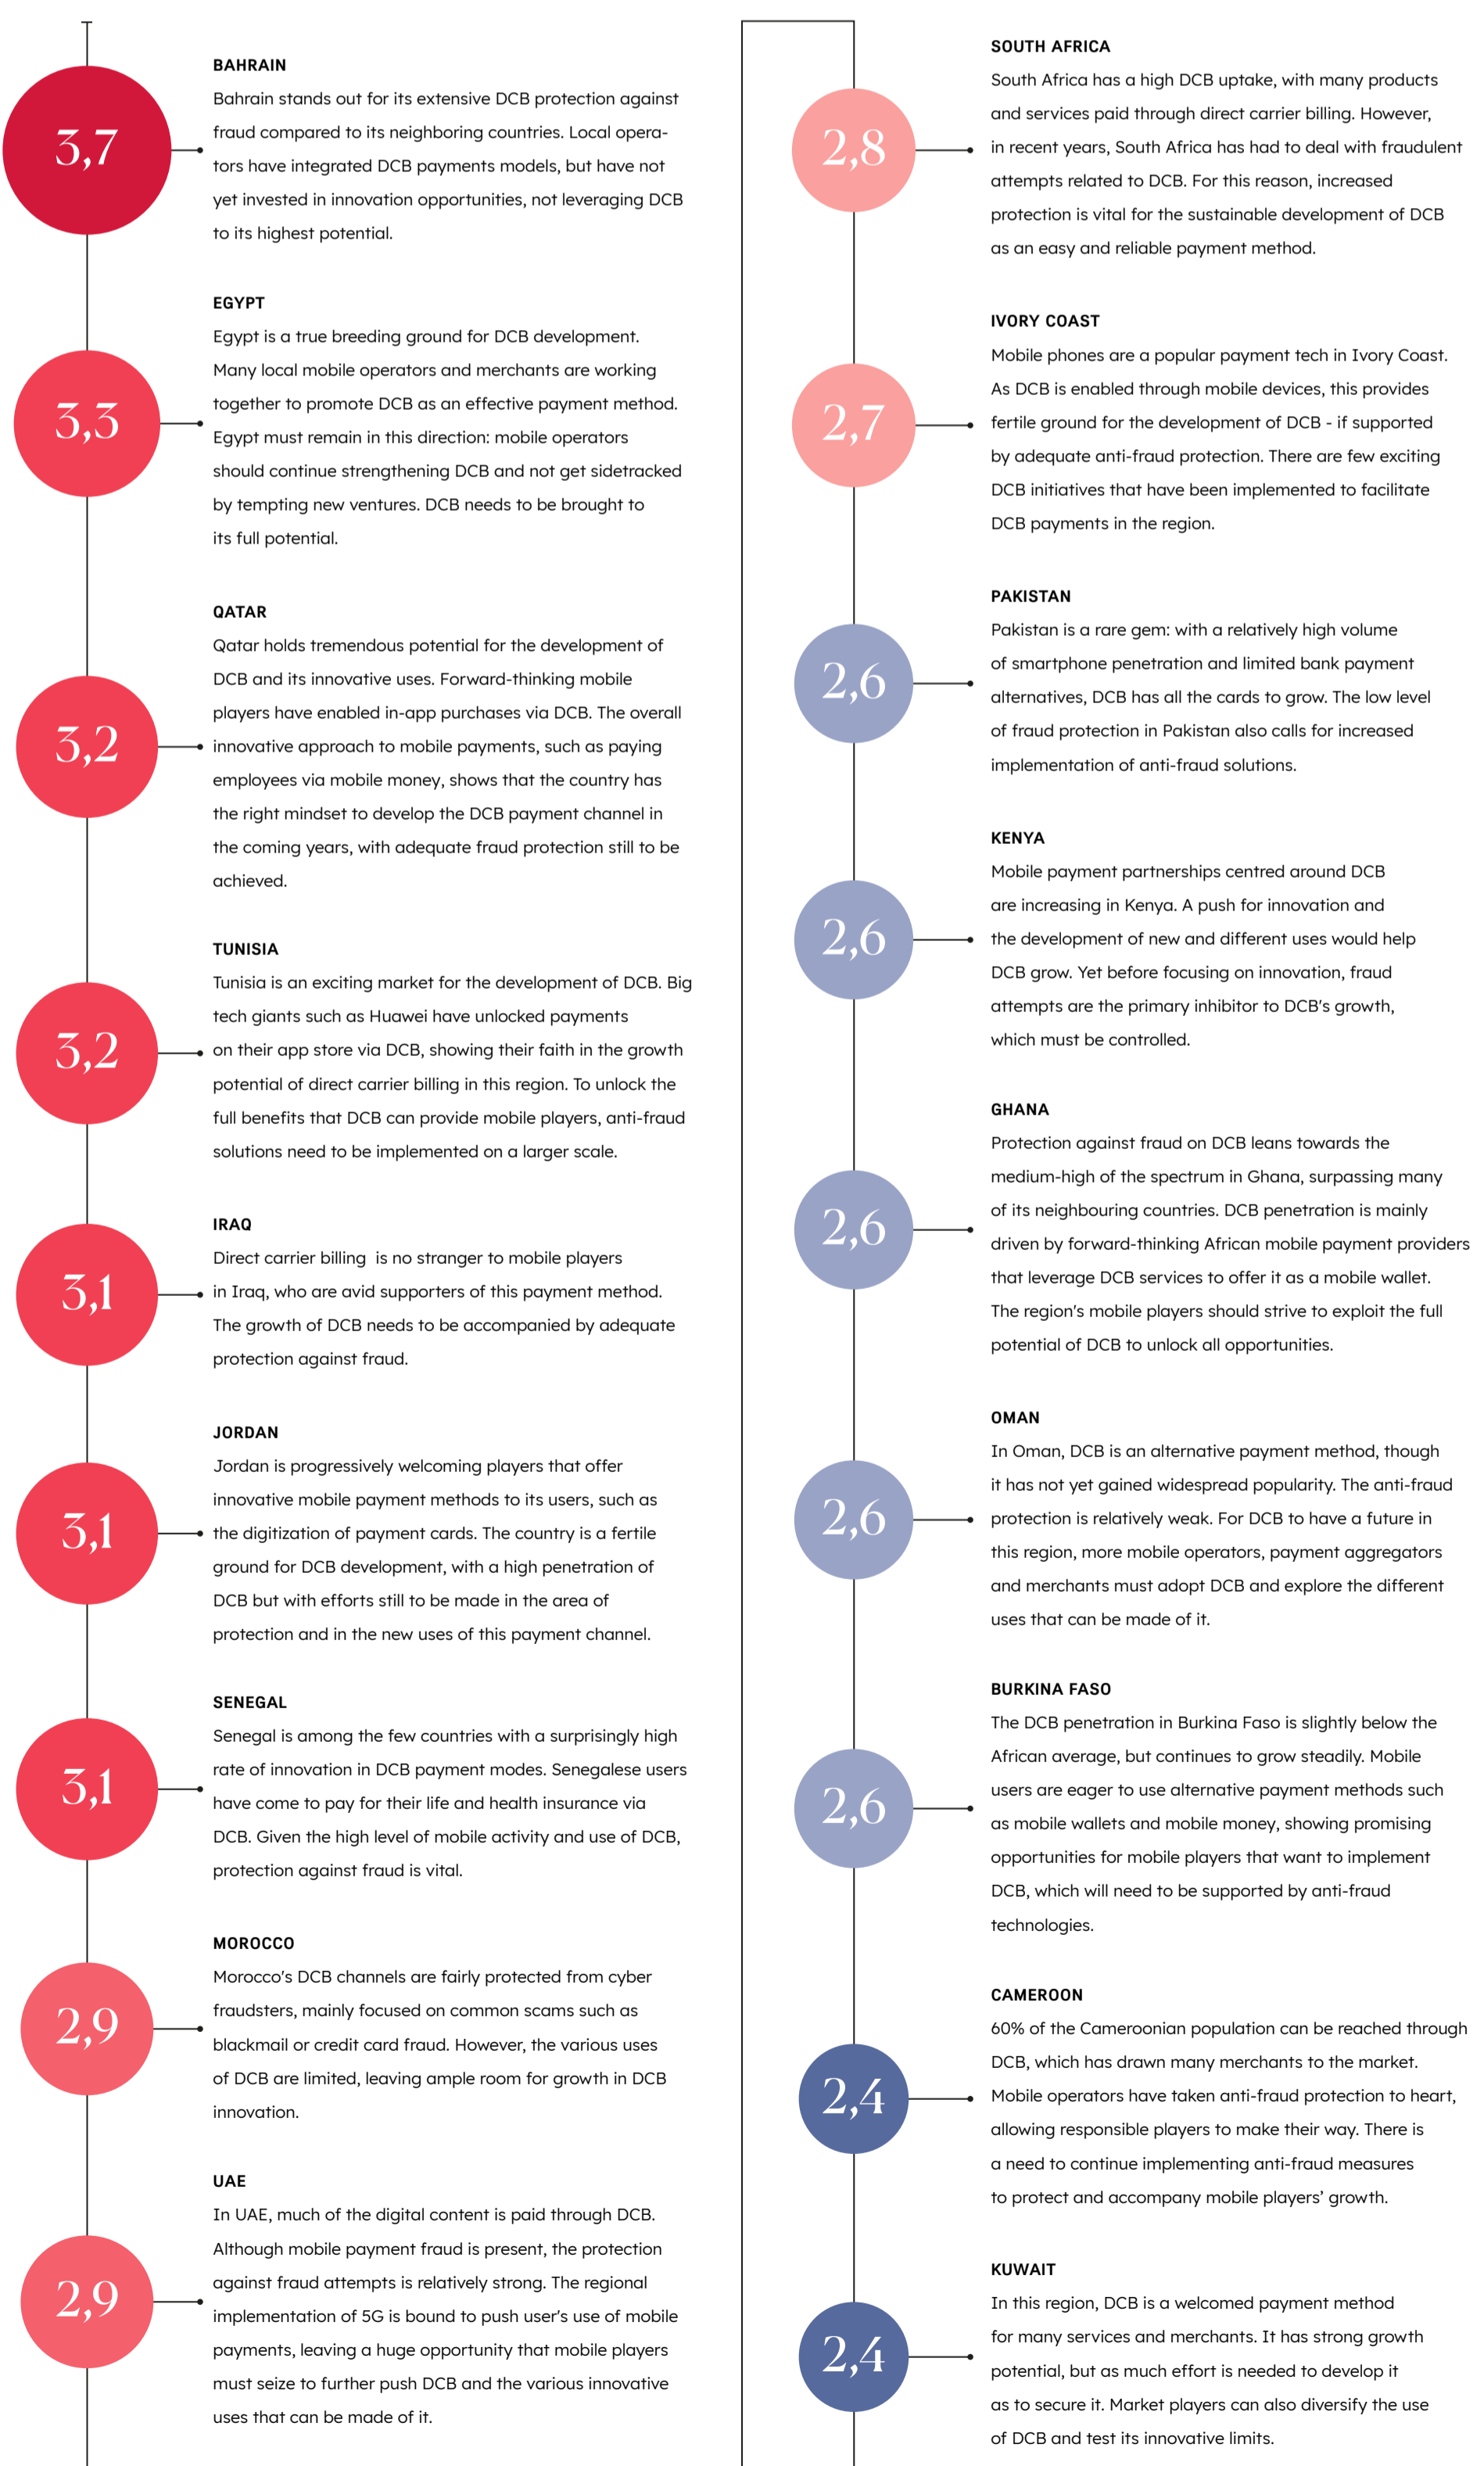 3,7
BAHRAIN
Bahrain stands out for its extensive DCB protection against
fraud compared to its neighboring countries. Local opera-
tors have integrated DCB payments models, but have not
yet invested in innovation opportunities, not leveraging DCB
to its highest potential.
3,3
EGYPT
Egypt is a true breeding ground for DCB development.
Many local mobile operators and merchants are working
together to promote DCB as an effective payment method.
Egypt must remain in this direction: mobile operators
should continue strengthening DCB and not get sidetracked
by tempting new ventures. DCB needs to be brought to
its full potential.
3,2
QATAR
Qatar holds tremendous potential for the development of
DCB and its innovative uses. Forward-thinking mobile
players have enabled in-app purchases via DCB. The overall
innovative approach to mobile payments, such as paying
employees via mobile money, shows that the country has
the right mindset to develop the DCB payment channel in
the coming years, with adequate fraud protection still to be
achieved.
3,2
TUNISIA
Tunisia is an exciting market for the development of DCB. Big
tech giants such as Huawei have unlocked payments
on their app store via DCB, showing their faith in the growth
potential of direct carrier billing in this region. To unlock the
full benefits that DCB can provide mobile players, anti-fraud
solutions need to be implemented on a larger scale.
3,1
IRAQ
Direct carrier billing  is no stranger to mobile players
in Iraq, who are avid supporters of this payment method.
The growth of DCB needs to be accompanied by adequate
protection against fraud.
3,1
JORDAN
Jordan is progressively welcoming players that offer
innovative mobile payment methods to its users, such as
the digitization of payment cards. The country is a fertile
ground for DCB development, with a high penetration of
DCB but with efforts still to be made in the area of
protection and in the new uses of this payment channel.
3,1
SENEGAL
Senegal is among the few countries with a surprisingly high
rate of innovation in DCB payment modes. Senegalese users
have come to pay for their life and health insurance via
DCB. Given the high level of mobile activity and use of DCB,
protection against fraud is vital.
2,9
MOROCCO
Morocco's DCB channels are fairly protected from cyber
fraudsters, mainly focused on common scams such as
blackmail or credit card fraud. However, the various uses
of DCB are limited, leaving ample room for growth in DCB
innovation.
2,9
UAE
In UAE, much of the digital content is paid through DCB.
Although mobile payment fraud is present, the protection
against fraud attempts is relatively strong. The regional
implementation of 5G is bound to push user's use of mobile
payments, leaving a huge opportunity that mobile players
must seize to further push DCB and the various innovative
uses that can be made of it.
2,8
SOUTH AFRICA
South Africa has a high DCB uptake, with many products
and services paid through direct carrier billing. However,
in recent years, South Africa has had to deal with fraudulent
attempts related to DCB. For this reason, increased
protection is vital for the sustainable development of DCB
as an easy and reliable payment method.
2,7
IVORY COAST
Mobile phones are a popular payment tech in Ivory Coast.
As DCB is enabled through mobile devices, this provides
fertile ground for the development of DCB - if supported
by adequate anti-fraud protection. There are few exciting
DCB initiatives that have been implemented to facilitate
DCB payments in the region.
2,6
PAKISTAN
Pakistan is a rare gem: with a relatively high volume
of smartphone penetration and limited bank payment
alternatives, DCB has all the cards to grow. The low level
of fraud protection in Pakistan also calls for increased
implementation of anti-fraud solutions.
2,6
KENYA
Mobile payment partnerships centred around DCB
are increasing in Kenya. A push for innovation and
the development of new and different uses would help
DCB grow. Yet before focusing on innovation, fraud
attempts are the primary inhibitor to DCB's growth,
which must be controlled.
2,6
GHANA
Protection against fraud on DCB leans towards the
medium-high of the spectrum in Ghana, surpassing many
of its neighbouring countries. DCB penetration is mainly
driven by forward-thinking African mobile payment providers
that leverage DCB services to offer it as a mobile wallet.
The region's mobile players should strive to exploit the full
potential of DCB to unlock all opportunities.
2,6
OMAN
In Oman, DCB is an alternative payment method, though
it has not yet gained widespread popularity. The anti-fraud
protection is relatively weak. For DCB to have a future in
this region, more mobile operators, payment aggregators
and merchants must adopt DCB and explore the different
uses that can be made of it.
2,6
BURKINA FASO
The DCB penetration in Burkina Faso is slightly below the
African average, but continues to grow steadily. Mobile
users are eager to use alternative payment methods such
as mobile wallets and mobile money, showing promising
opportunities for mobile players that want to implement
DCB, which will need to be supported by anti-fraud
technologies.
2,4
CAMEROON
60% of the Cameroonian population can be reached through
DCB, which has drawn many merchants to the market.
Mobile operators have taken anti-fraud protection to heart,
allowing responsible players to make their way. There is
a need to continue implementing anti-fraud measures
to protect and accompany mobile players’ growth.
2,4
KUWAIT
In this region, DCB is a welcomed payment method
for many services and merchants. It has strong growth
potential, but as much effort is needed to develop it
as to secure it. Market players can also diversify the use
of DCB and test its innovative limits.